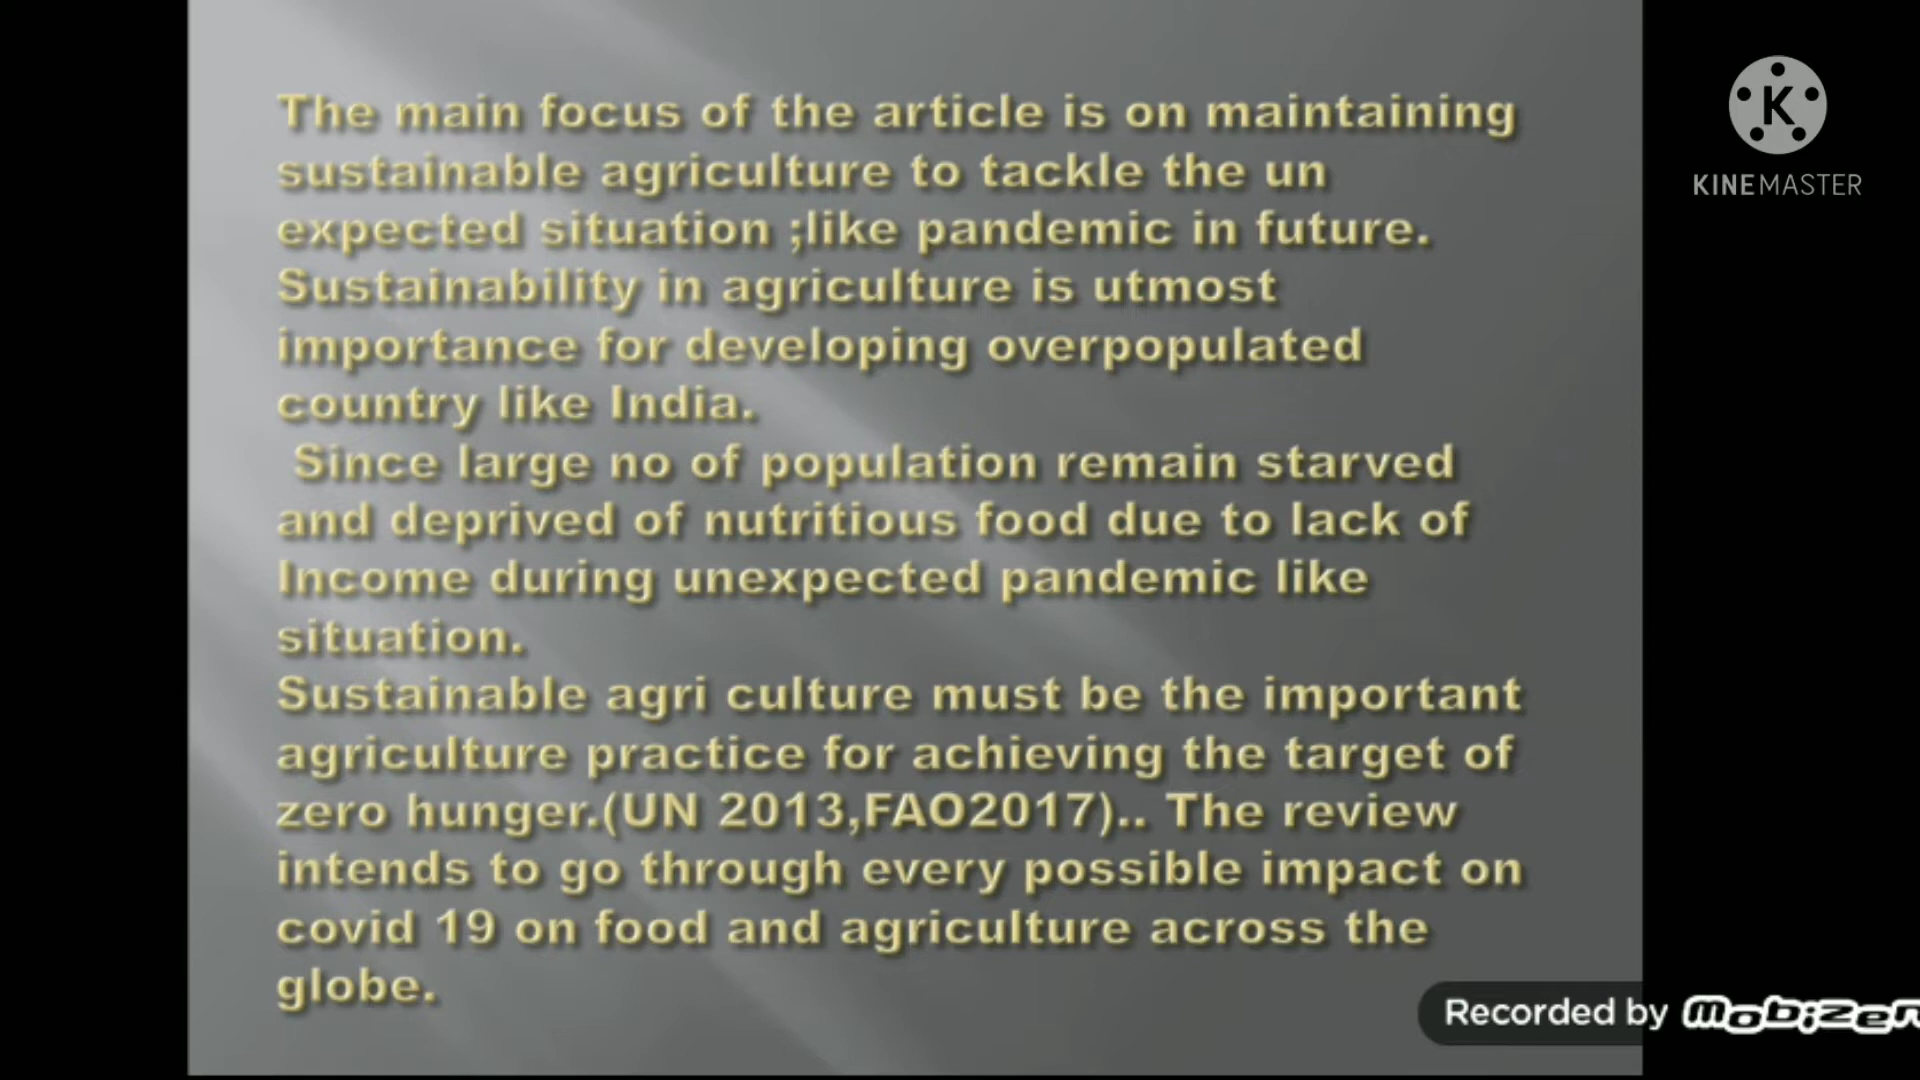 The main focus of the article is on maintaining
sustainable agriculture to tackle the un
expected situation ;like pandemic in future.
Sustainability in agriculture is utmost
importance for developing overpopulated
country like India.
Since large no of population remain starved
and deprived of nutritious food due to lack of
Income during unexpected pandemic like
situation.
Sustainable agri culture must be the important
agriculture practice for achieving the target of
zero hunger.(UN 2013,FAO2017).. The review
intends to go through every possible impact on
covid 19 on food and agriculture across the
globe.
K
KINEMASTER
Recorded by mobizen